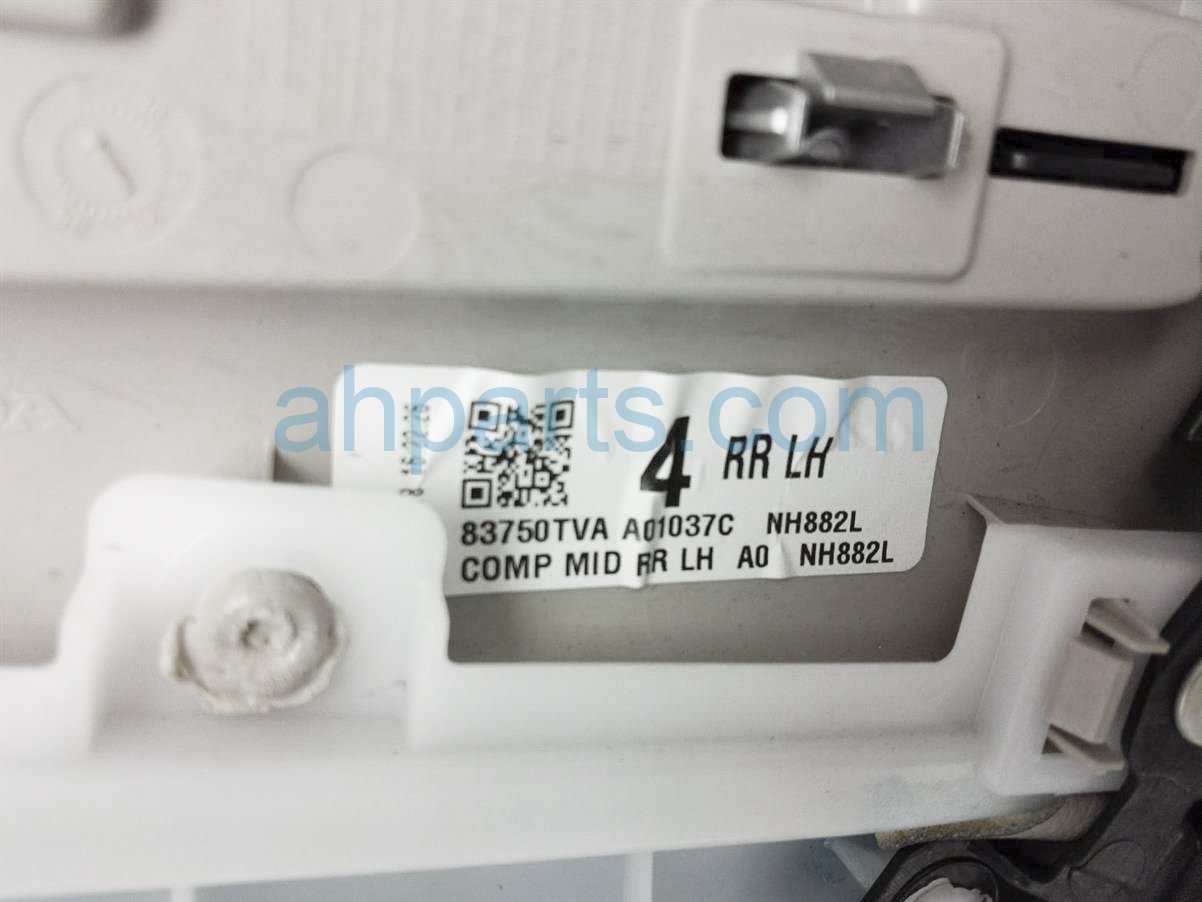 ahparts.com
4 RR LH
83750TVA A01037C NH882L
COMP MID RR LH A0 NH882L